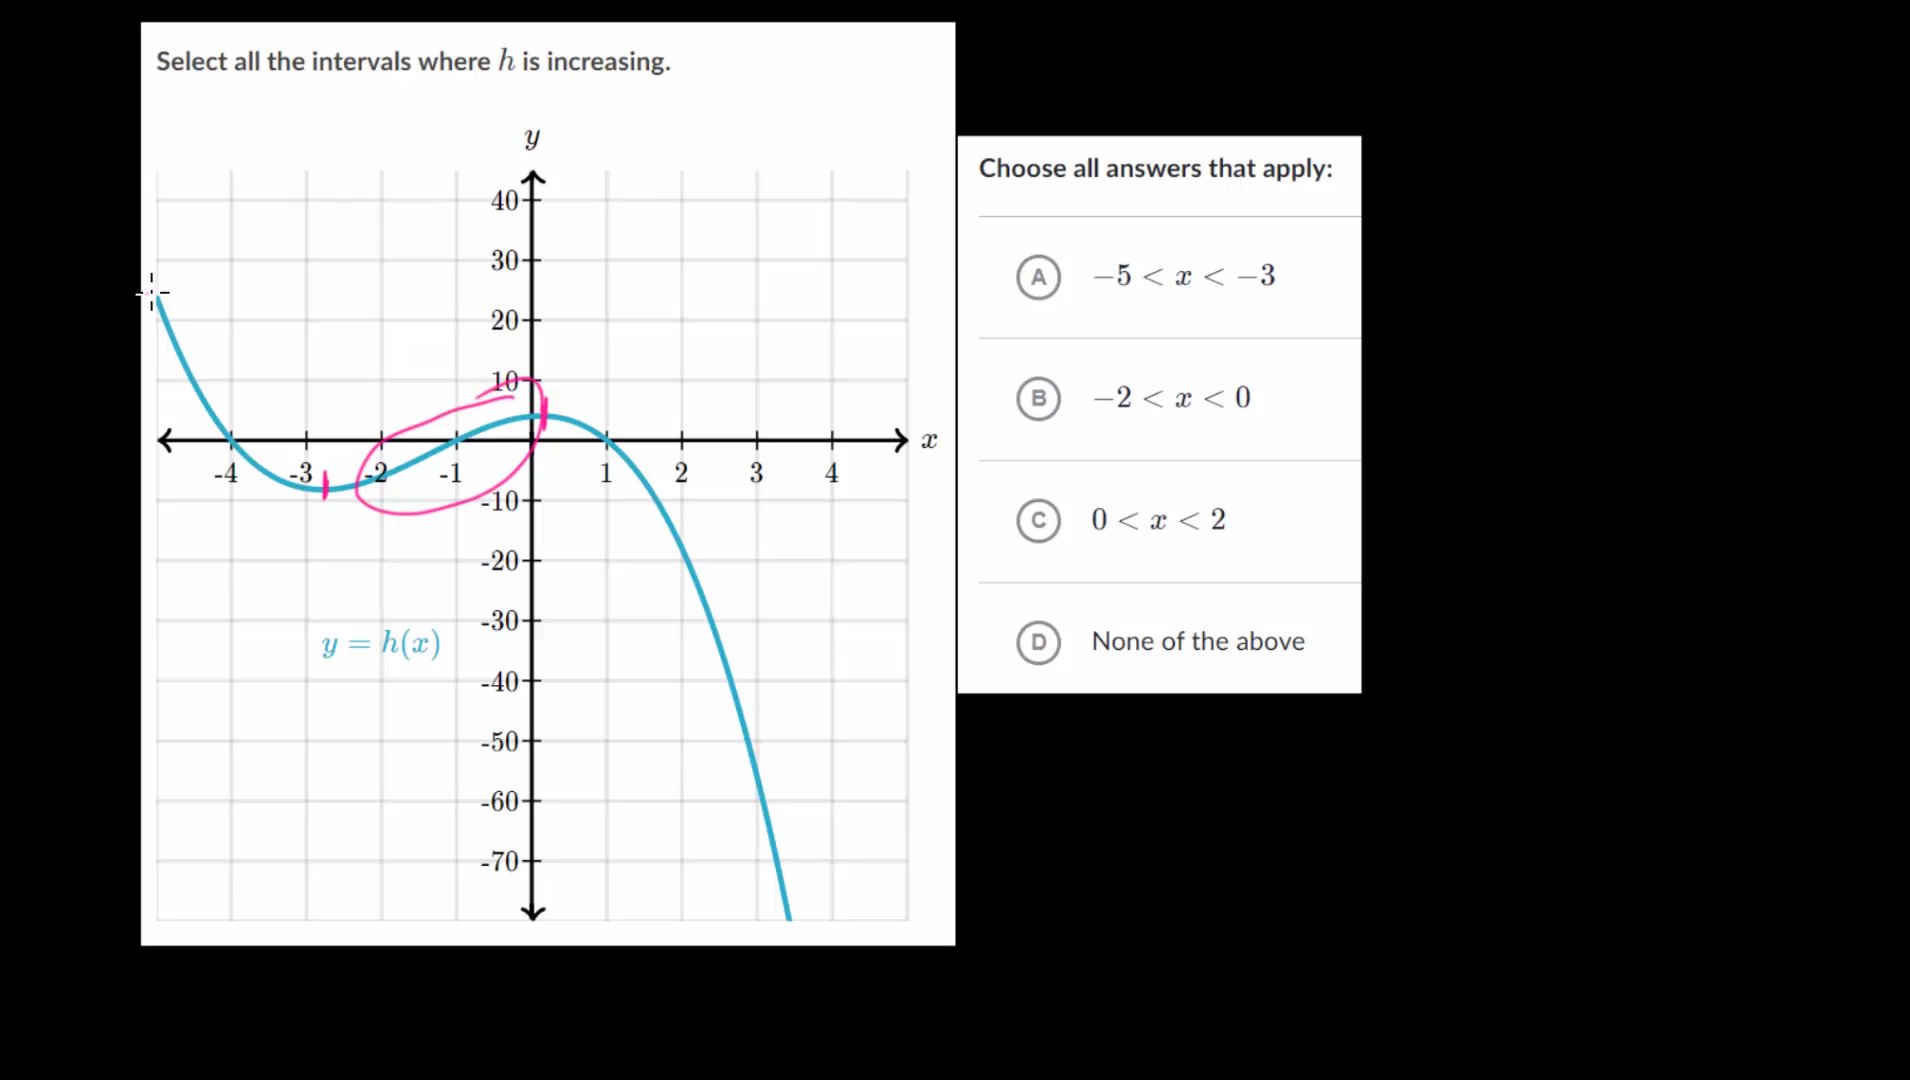 Select all the intervals where h is increasing.
y
40
30
20
10
x
-4 -3 -2 -1 1 2 3 4
-10
-20
-30
y = h(x)
-40
-50
-60
-70
Choose all answers that apply:
A −5 < x < −3
B −2 < x < 0
C 0 < x < 2
D None of the above